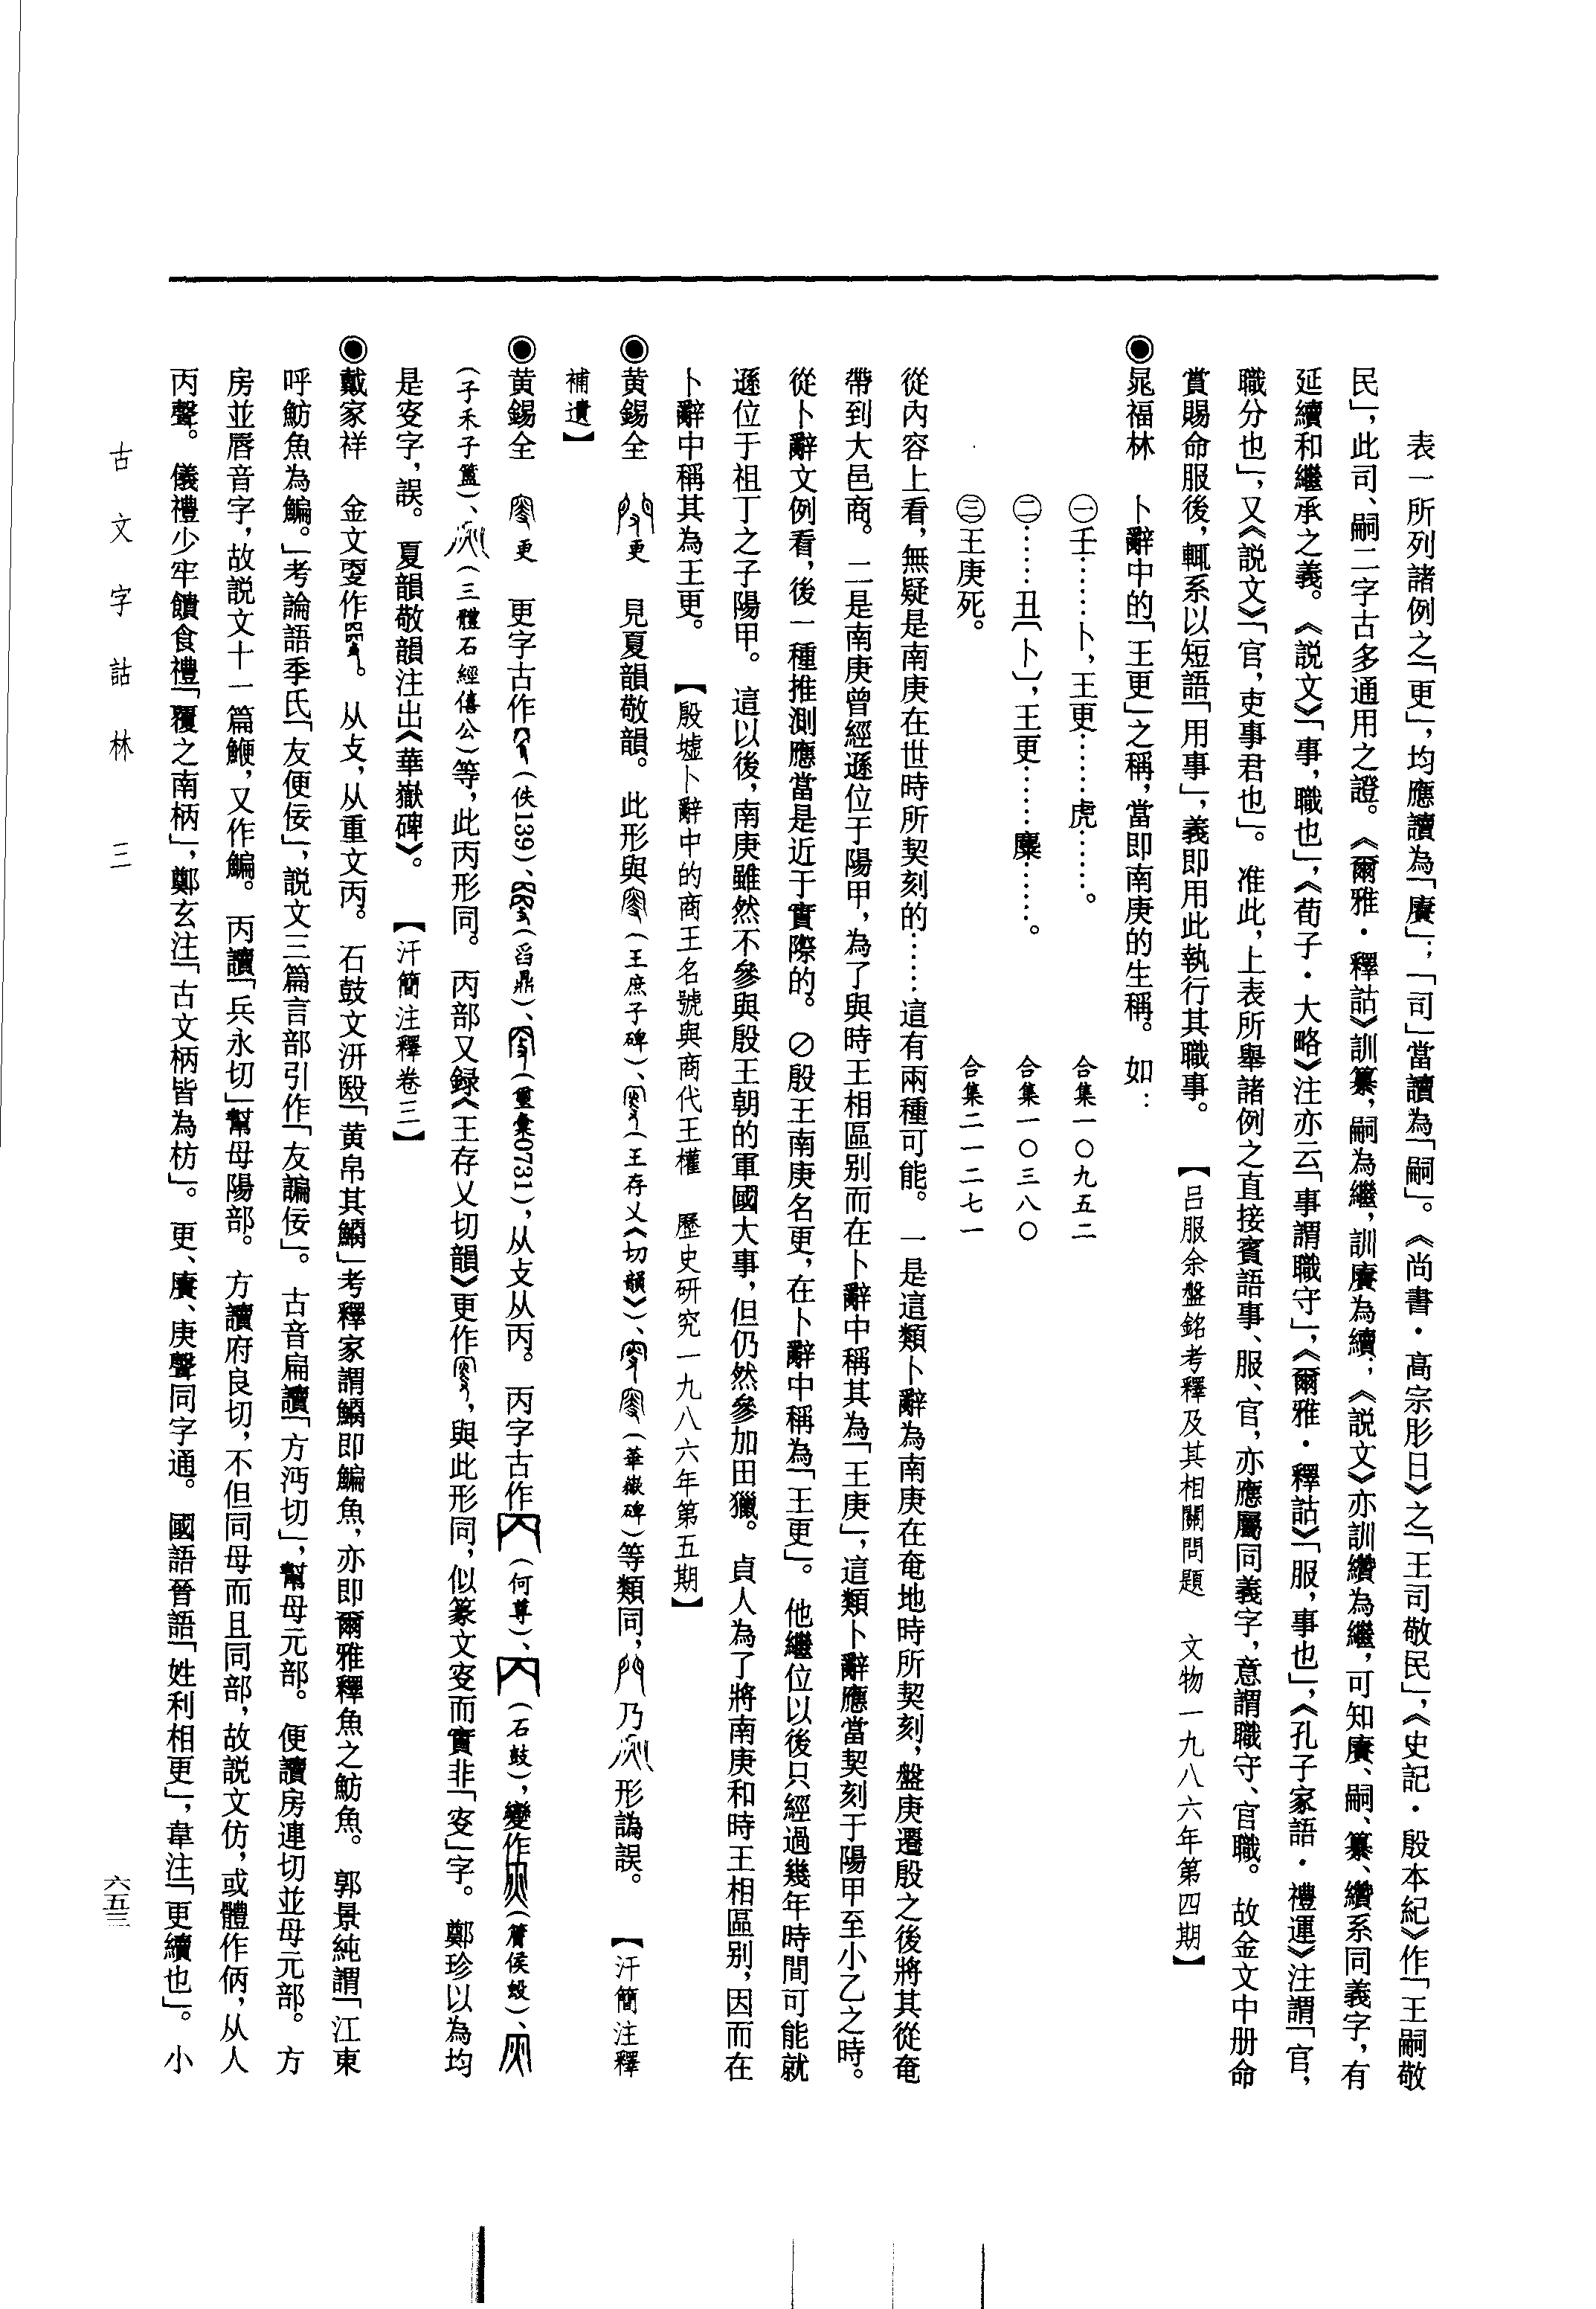 表一所列諸例之「更」，均應讀為「賡」；「司」當讀為「嗣」。《尚書·高宗肜日》之「王司敬民」，《史記·殷本紀》作「王嗣敬
民」，此司、嗣二字古多通用之證。《爾雅·釋詁》訓纂，嗣為繼，訓賡為續；《説文》亦訓纘為繼，可知賡、嗣、纂、纘系同義字，有
延續和繼承之義。《説文》「事，職也」，《荀子·大略》注亦云「事謂職守」，《爾雅·釋詁》「服，事也」，《孔子家語·禮運》注謂「官，
職分也」，又《説文》「官，吏事君也」。准此，上表所舉諸例之直接賓語事、服、官，亦應屬同義字，意謂職守、官職。故金文中册命
賞賜命服後，輒系以短語「用事」，義即用此執行其職事。【吕服余盤銘考釋及其相關問題　文物一九八六年第四期】
◉晁福林　卜辭中的「王更」之稱，當即南庚的生稱。如：
㊀壬……卜，王更……虎……。　合集一〇九五二
㊁……丑〔卜〕，王更……麋……。　合集一〇三八〇
㊂王庚死。　合集二一二七一
從內容上看，無疑是南庚在世時所契刻的……這有兩種可能。一是這類卜辭為南庚在奄地時所契刻，盤庚遷殷之後將其從奄
帶到大邑商。二是南庚曾經遜位于陽甲，為了與時王相區别而在卜辭中稱其為「王庚」，這類卜辭應當契刻于陽甲至小乙之時。
從卜辭文例看，後一種推測應當是近于實際的。∅殷王南庚名更，在卜辭中稱為「王更」。他繼位以後只經過幾年時間可能就
遜位于祖丁之子陽甲。這以後，南庚雖然不參與殷王朝的軍國大事，但仍然參加田獵。貞人為了將南庚和時王相區别，因而在
卜辭中稱其為王更。【殷墟卜辭中的商王名號與商代王權　歷史研究一九八六年第五期】
◉黄錫全　更　見夏韻敬韻。此形與（王庶子碑）、（王存乂《切韻》）、（華嶽碑）等類同，乃形譌誤。【汗簡注釋
補遺】
◉黄錫全　更　更字古作（佚139）、（舀鼎）、（璽彙0731），从攴从丙。丙字古作（何尊）、（石鼓），變作（𧊒侯𣪘）、
（子禾子簠）、（三體石經僖公）等，此丙形同。丙部又録《王存乂切韻》更作，與此形同，似篆文㝐而實非「㝐」字。鄭珍以為均
是㝐字，誤。夏韻敬韻注出《華嶽碑》。【汗簡注釋卷三】
◉戴家祥　金文㪅作。从攴，从重文丙。石鼓文汧殹「黄帛其鯿」考釋家謂鯿即鯿魚，亦即爾雅釋魚之魴魚。郭景純謂「江東
呼魴魚為鯿。」考論語季氏「友便佞」，説文三篇言部引作「友諞佞」。古音扁讀「方沔切」，幫母元部。便讀房連切並母元部。方
房並唇音字，故説文十一篇鯾，又作鯿。丙讀「兵永切」幫母陽部。方讀府良切，不但同母而且同部，故説文仿，或體作㑂，从人
丙聲。儀禮少牢饋食禮「覆之南柄」，鄭玄注「古文柄皆為枋」。更、賡、庚聲同字通。國語晉語「姓利相更」，韋注「更續也」。小
古文字詁林　三
六五三